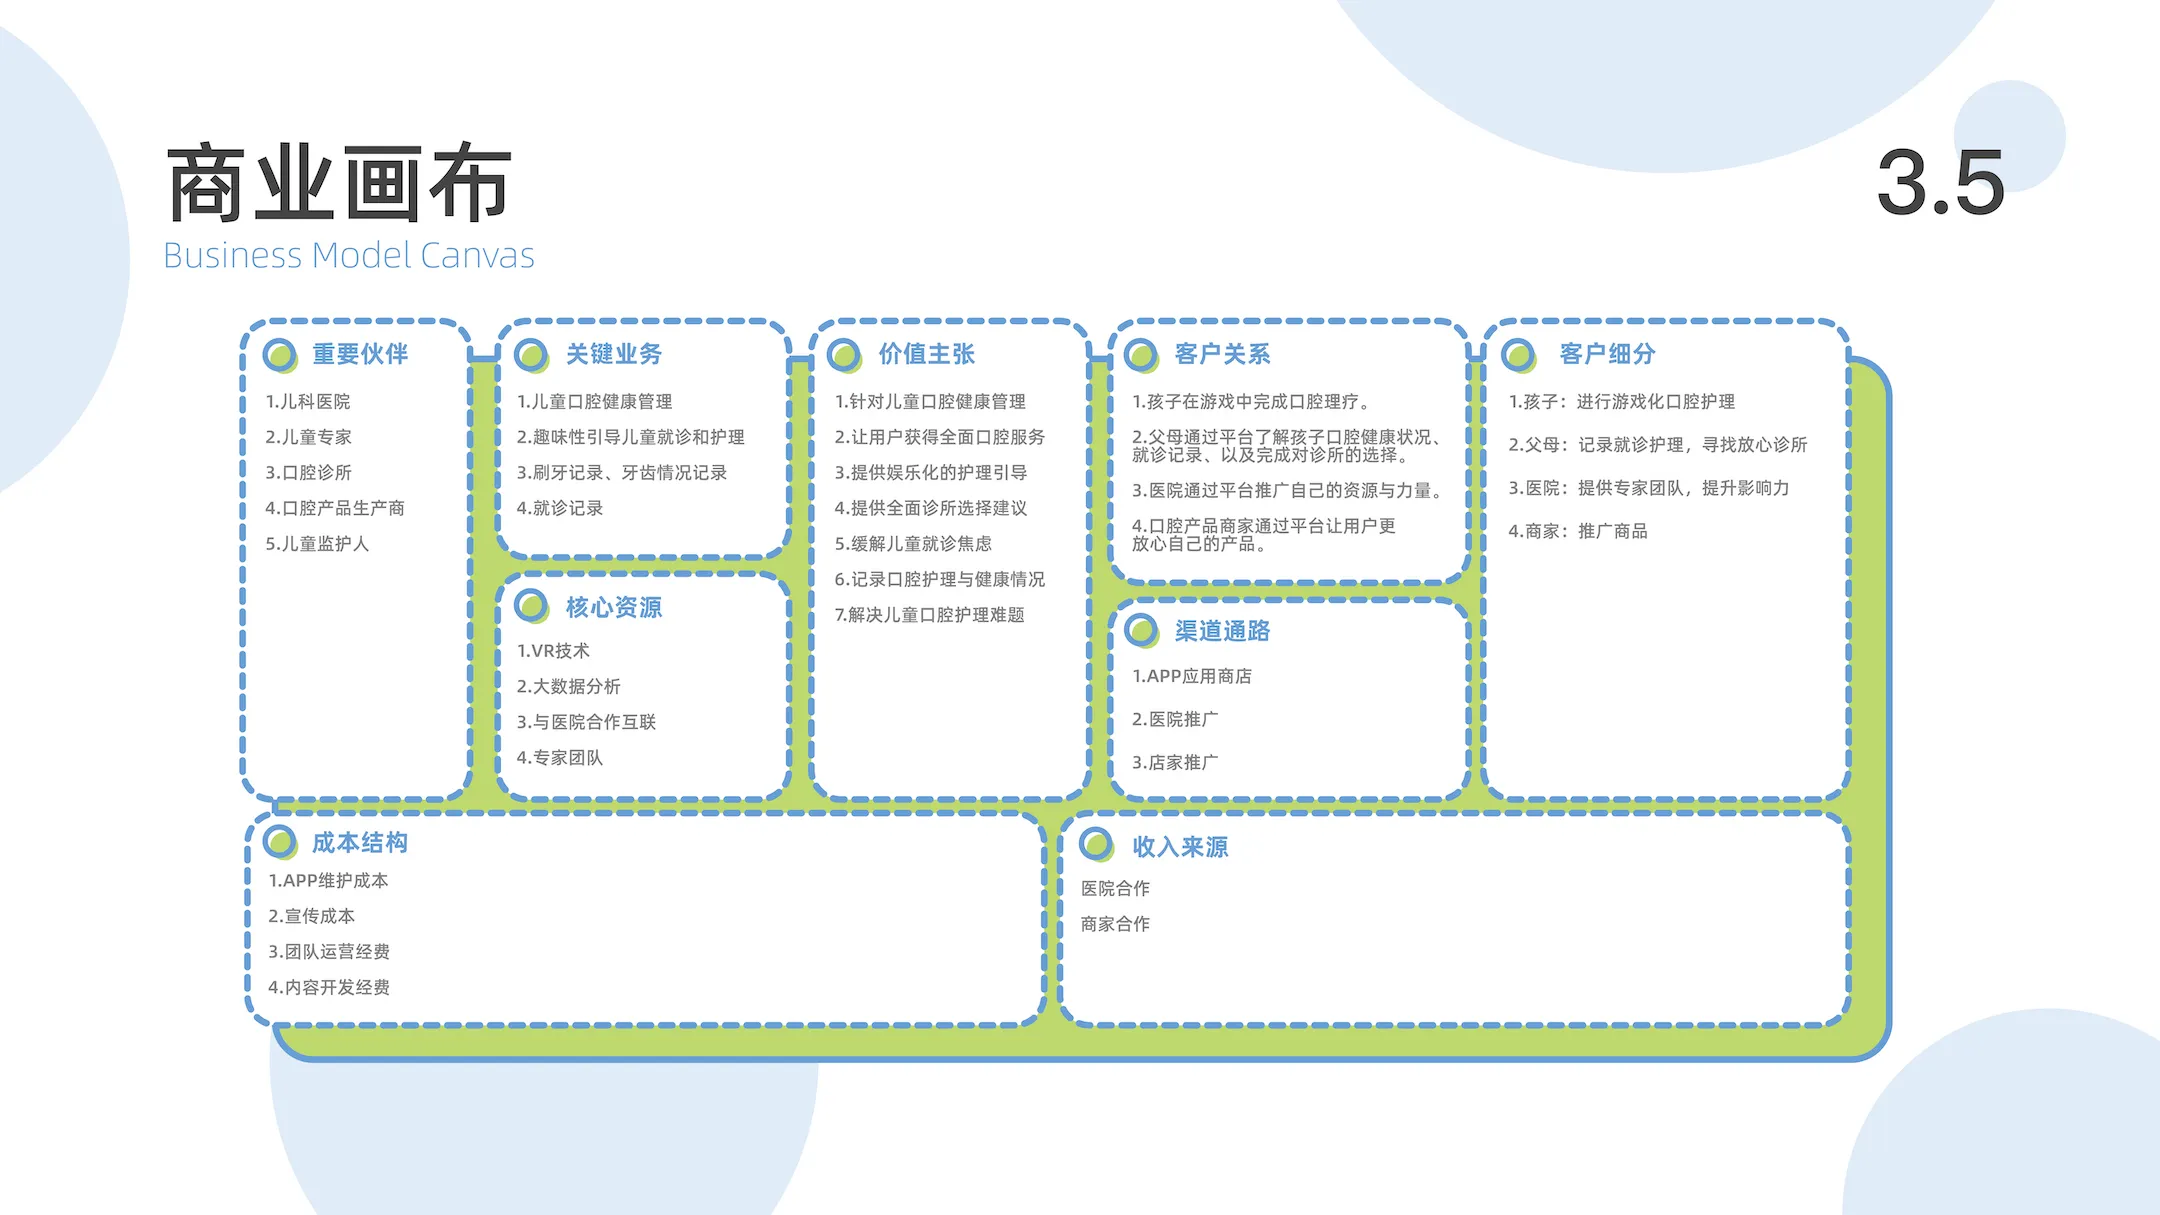 商业画布
Business Model Canvas
3.5
重要伙伴
1.儿科医院
2.儿童专家
3.口腔诊所
4.口腔产品生产商
5.儿童监护人
关键业务
1.儿童口腔健康管理
2.趣味性引导儿童就诊和护理
3.刷牙记录、牙齿情况记录
4.就诊记录
核心资源
1.VR技术
2.大数据分析
3.与医院合作互联
4.专家团队
价值主张
1.针对儿童口腔健康管理
2.让用户获得全面口腔服务
3.提供娱乐化的护理引导
4.提供全面诊所选择建议
5.缓解儿童就诊焦虑
6.记录口腔护理与健康情况
7.解决儿童口腔护理难题
客户关系
1.孩子在游戏中完成口腔理疗。
2.父母通过平台了解孩子口腔健康状况、
就诊记录、以及完成对诊所的选择。
3.医院通过平台推广自己的资源与力量。
4.口腔产品商家通过平台让用户更
放心自己的产品。
渠道通路
1.APP应用商店
2.医院推广
3.店家推广
客户细分
1.孩子：进行游戏化口腔护理
2.父母：记录就诊护理，寻找放心诊所
3.医院：提供专家团队，提升影响力
4.商家：推广商品
成本结构
1.APP维护成本
2.宣传成本
3.团队运营经费
4.内容开发经费
收入来源
医院合作
商家合作